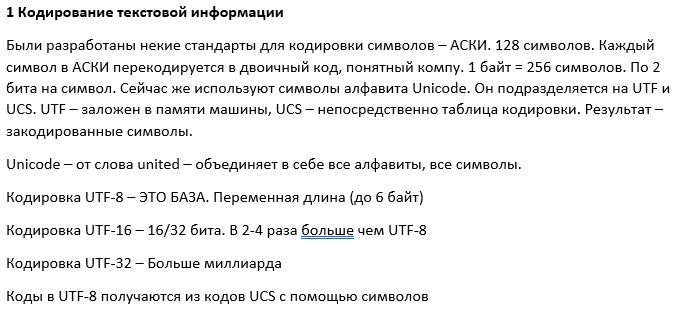 1 Кодирование текстовой информации
Были разработаны некие стандарты для кодировки символов – АСКИ. 128 символов. Каждый
символ в АСКИ перекодируется в двоичный код, понятный компу. 1 байт = 256 символов. По 2
бита на символ. Сейчас же используют символы алфавита Unicode. Он подразделяется на UTF и
UCS. UTF – заложен в памяти машины, UCS – непосредственно таблица кодировки. Результат –
закодированные символы.
Unicode – от слова united – объединяет в себе все алфавиты, все символы.
Кодировка UTF-8 – ЭТО БАЗА. Переменная длина (до 6 байт)
Кодировка UTF-16 – 16/32 бита. В 2-4 раза больше чем UTF-8
Кодировка UTF-32 – Больше миллиарда
Коды в UTF-8 получаются из кодов UCS с помощью символов